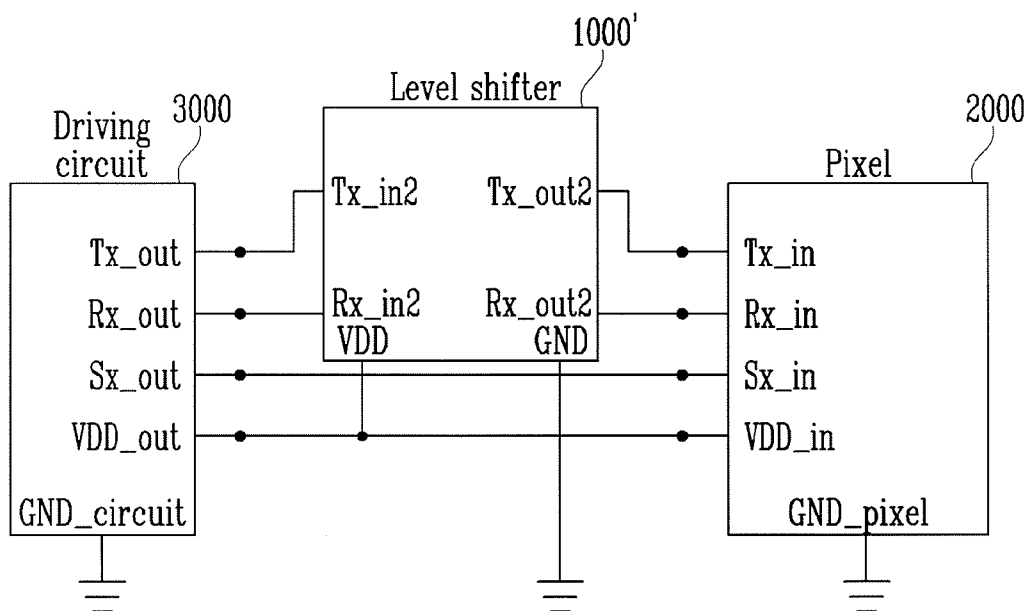 1000'
Level shifter
3000
2000
Driving
circuit
Pixel
Tx_in2
Tx_out2
Tx_out
Tx_in
Rx_in2
Rx_out2
Rx_out
Rx_in
VDD
GND
Sx_out
Sx_in
VDD_out
VDD_in
GND_circuit
GND_pixel